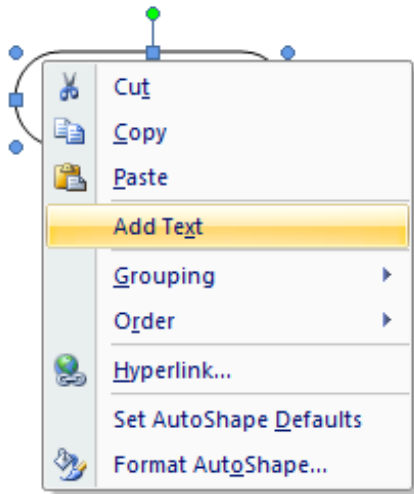 Cut
Copy
Paste
Add Text
Grouping
Order
Hyperlink...
Set AutoShape Defaults
Format AutoShape...